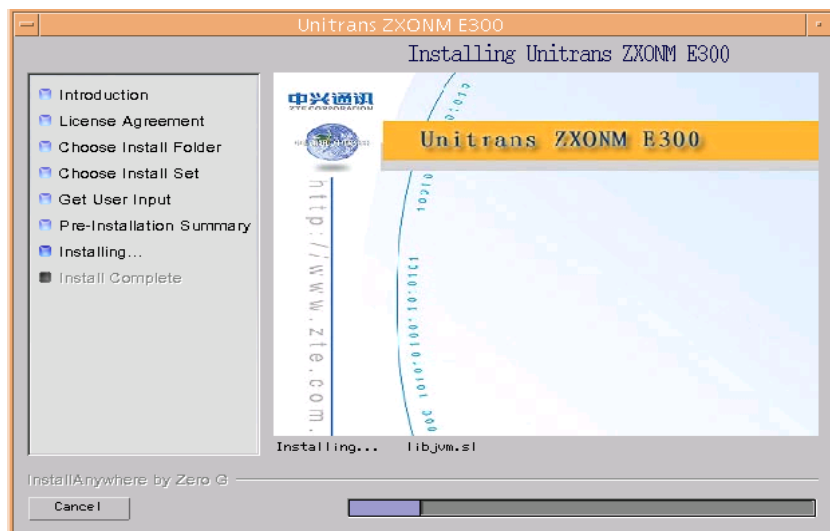 Unitrans ZXONM E300
Installing Unitrans ZXONM E300
Introduction
License Agreement
Choose Install Folder
Choose Install Set
Get User Input
Pre-Installation Summary
Installing...
Install Complete
中兴通讯
ZTE CORPORATION
Unitrans ZXONM E300
http://www.zte.com.
Installing... libjvm.sl
InstallAnywhere by Zero G
Cancel